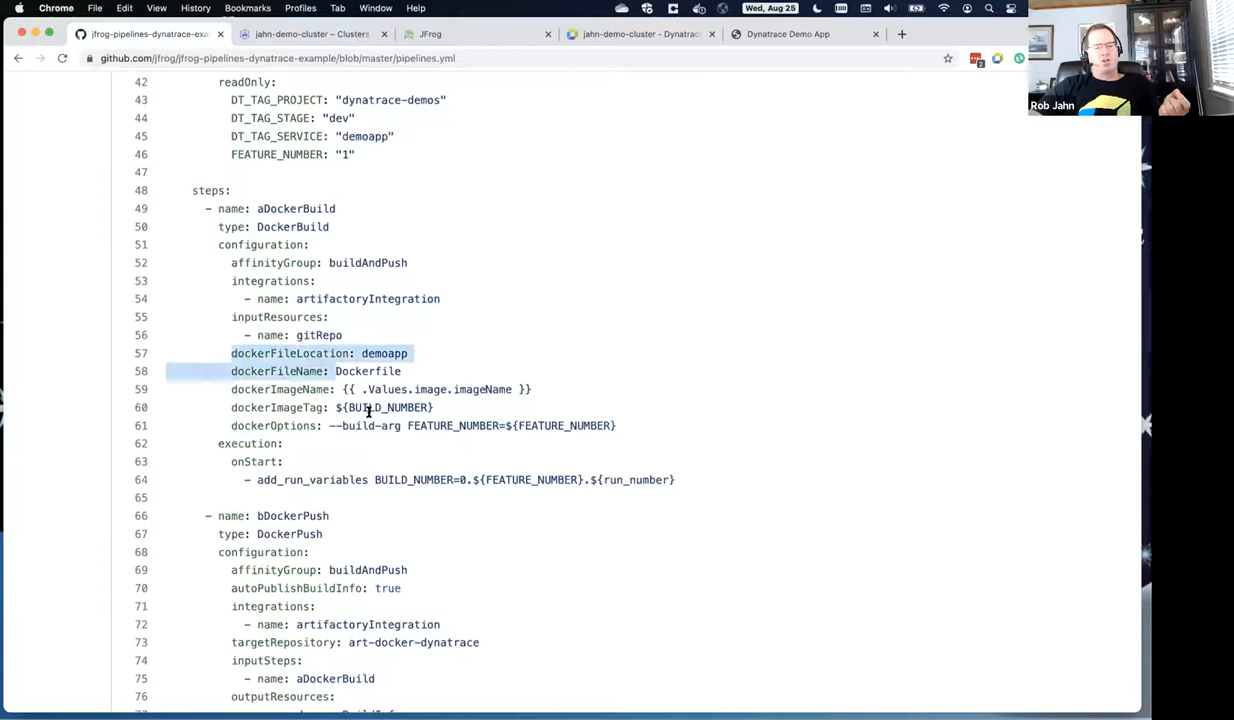 Chrome File Edit View History Bookmarks Profiles Tab Window Help Wed, Aug 25
jfrog-pipelines-dynatrace-exa jahn-demo-cluster – Clusters JFrog jahn-demo-cluster - Dynatrac Dynatrace Demo App
github.com/jfrog/jfrog-pipelines-dynatrace-example/blob/master/pipelines.yml
Rob Jahn
42 readOnly:
43 DT_TAG_PROJECT: "dynatrace-demos"
44 DT_TAG_STAGE: "dev"
45 DT_TAG_SERVICE: "demoapp"
46 FEATURE_NUMBER: "1"
47
48 steps:
49 - name: aDockerBuild
50 type: DockerBuild
51 configuration:
52 affinityGroup: buildAndPush
53 integrations:
54 - name: artifactoryIntegration
55 inputResources:
56 - name: gitRepo
57 dockerFileLocation: demoapp
58 dockerFileName: Dockerfile
59 dockerImageName: {{ .Values.image.imageName }}
60 dockerImageTag: ${BUILD_NUMBER}
61 dockerOptions: --build-arg FEATURE_NUMBER=${FEATURE_NUMBER}
62 execution:
63 onStart:
64 - add_run_variables BUILD_NUMBER=0.${FEATURE_NUMBER}.${run_number}
65
66 - name: bDockerPush
67 type: DockerPush
68 configuration:
69 affinityGroup: buildAndPush
70 autoPublishBuildInfo: true
71 integrations:
72 - name: artifactoryIntegration
73 targetRepository: art-docker-dynatrace
74 inputSteps:
75 - name: aDockerBuild
76 outputResources: